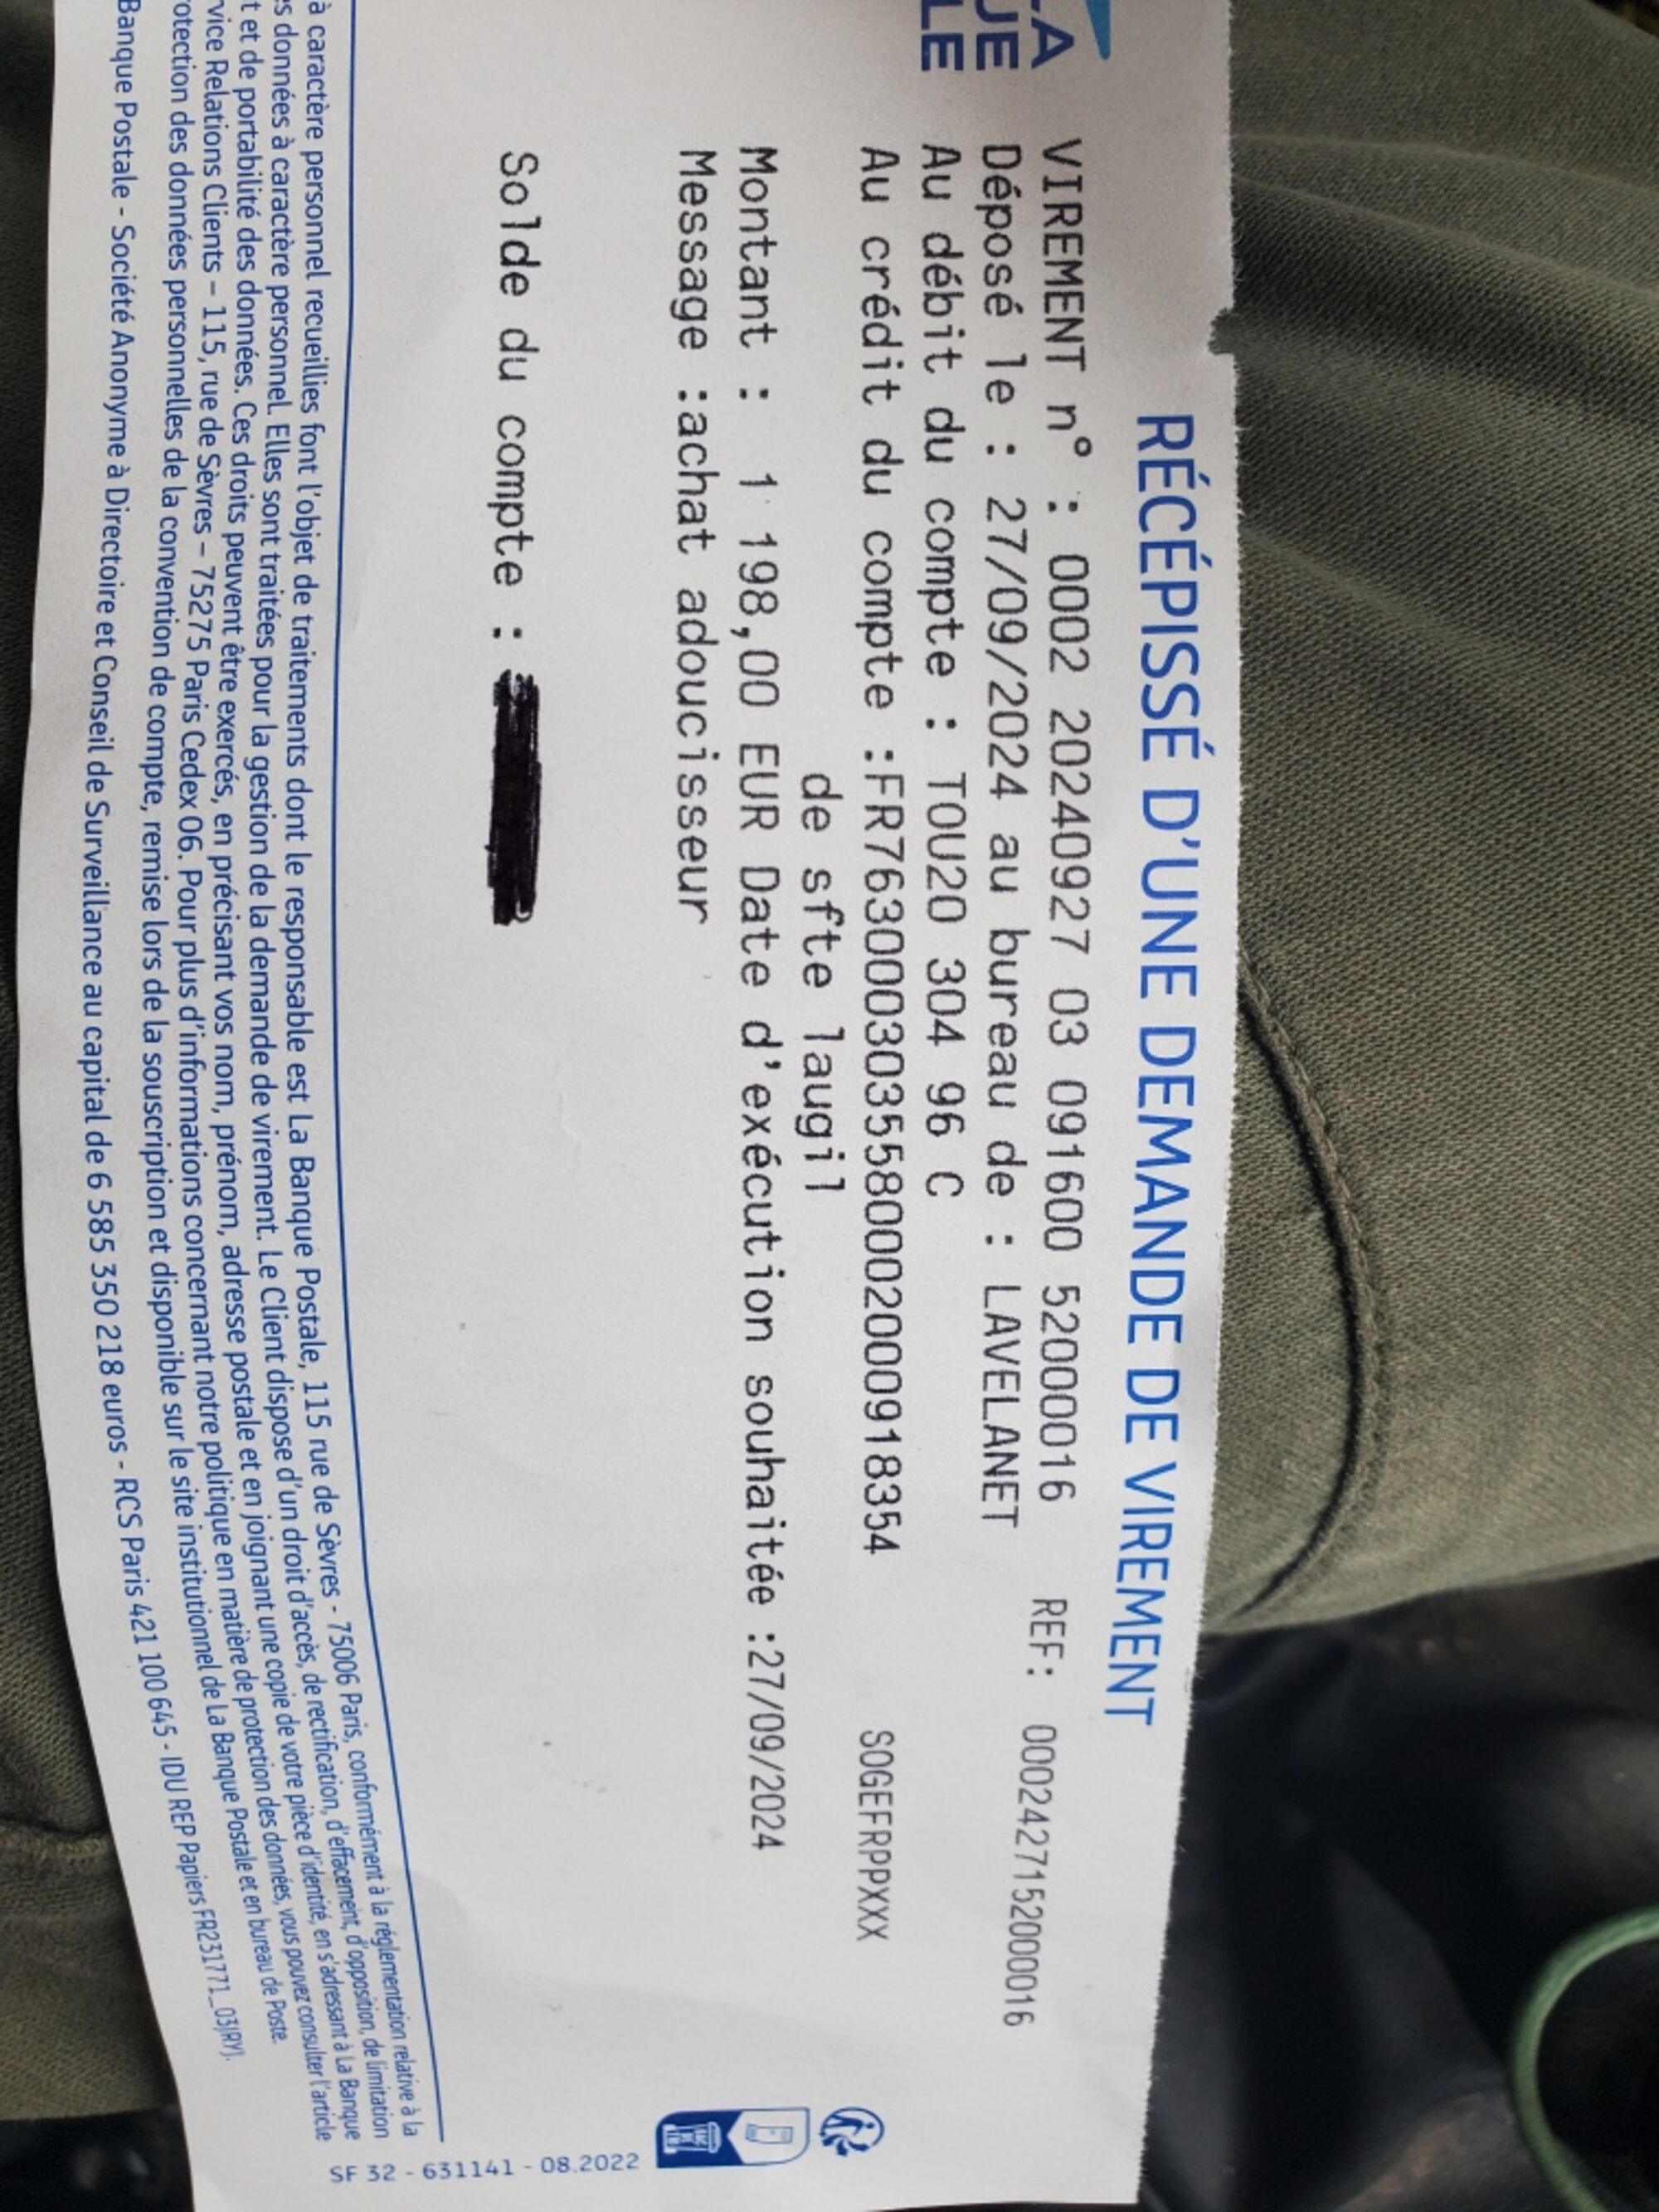 LA
UE
LE
RÉCÉPISSÉ D'UNE DEMANDE DE VIREMENT
VIREMENT n° : 0002 20240927 03 091600 52000016 REF: 00024271520000016
Déposé le : 27/09/2024 au bureau de : LAVELANET
Au débit du compte : TOU20 304 96 C
Au crédit du compte :FR7630003035580002000918354 SOGEFRPPXXX
de sfte laugil
Montant : 1 198,00 EUR Date d'exécution souhaitée :27/09/2024
Message :achat adoucisseur
Solde du compte :
à caractère personnel recueillies font l'objet de traitements dont le responsable est La Banque Postale, 115 rue de Sèvres - 75006 Paris, conformément à la réglementation relative à la
s données à caractère personnel. Elles sont traitées pour la gestion de la demande de virement. Le Client dispose d'un droit d'accès, de rectification, d'effacement, d'opposition, de limitation
t et de portabilité des données. Ces droits peuvent être exercés, en précisant vos nom, prénom, adresse postale et en joignant une copie de votre pièce d'identité, en s'adressant à La Banque
vice Relations Clients – 115, rue de Sèvres – 75275 Paris Cedex 06. Pour plus d'informations concernant notre politique en matière de protection des données, vous pouvez consulter l'article
otection des données personnelles de la convention de compte, remise lors de la souscription et disponible sur le site institutionnel de La Banque Postale et en bureau de Poste.
Banque Postale - Société Anonyme à Directoire et Conseil de Surveillance au capital de 6 585 350 218 euros - RCS Paris 421 100 645 - IDU REP Papiers FR231771_03JRYJ.
SF 32 - 631141 - 08.2022